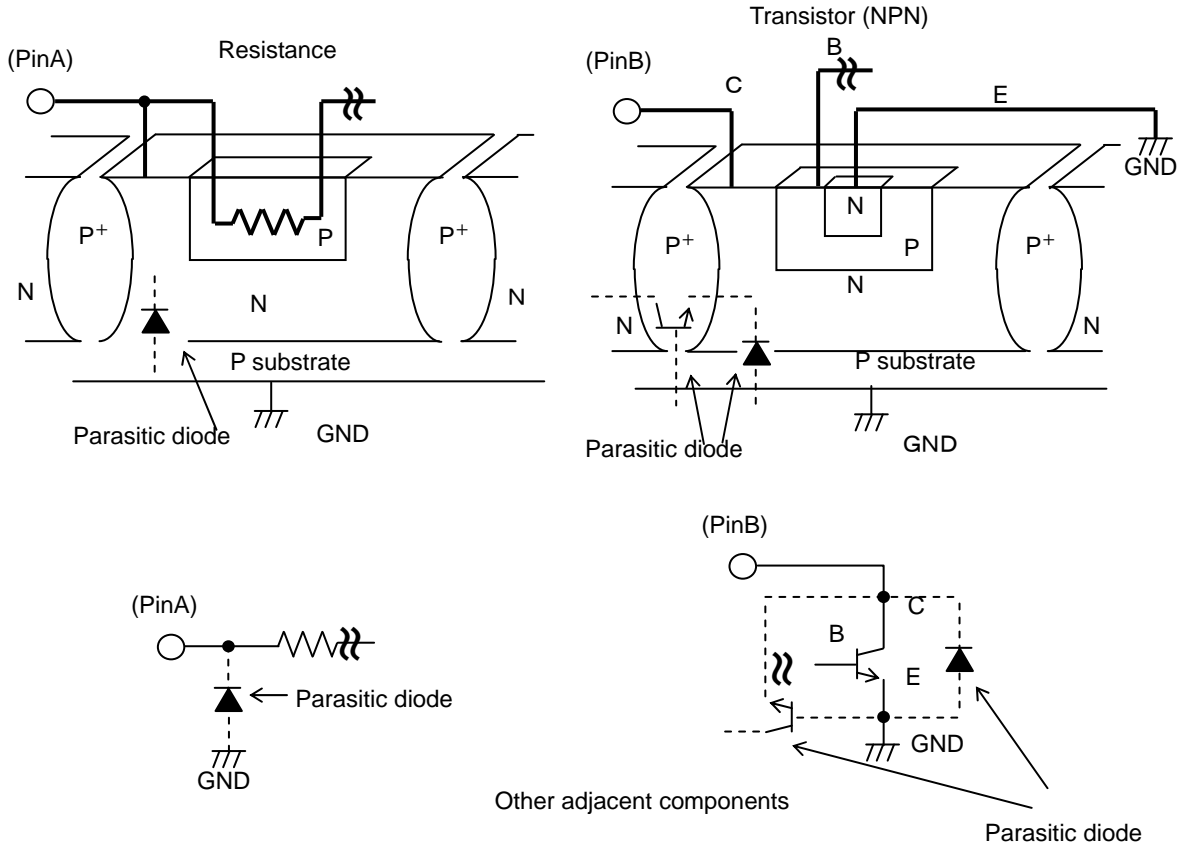 Resistance
(PinA)
P
P+
P+
N
N
N
P substrate
Parasitic diode
GND
Transistor (NPN)
(PinB)
B
C
E
GND
N
P+
P
P+
N
N
N
P substrate
Parasitic diode
GND
(PinA)
Parasitic diode
GND
(PinB)
C
B
E
GND
Other adjacent components
Parasitic diode